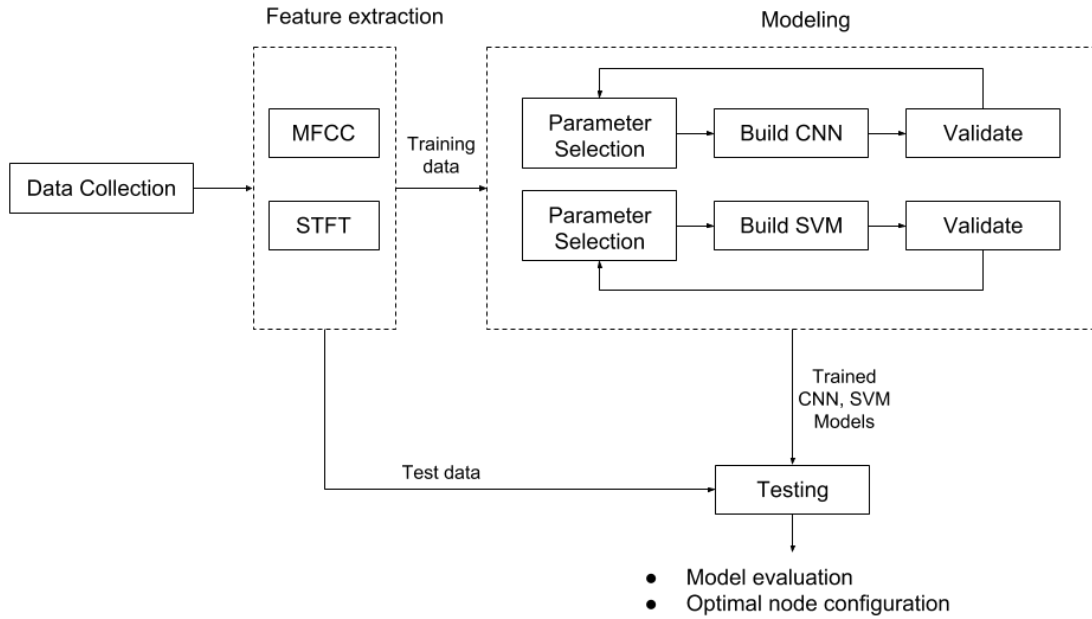 Feature extraction
Modeling
Data Collection
MFCC
STFT
Training
data
Parameter
Selection
Build CNN
Validate
Parameter
Selection
Build SVM
Validate
Trained
CNN, SVM
Models
Test data
Testing
● Model evaluation
● Optimal node configuration